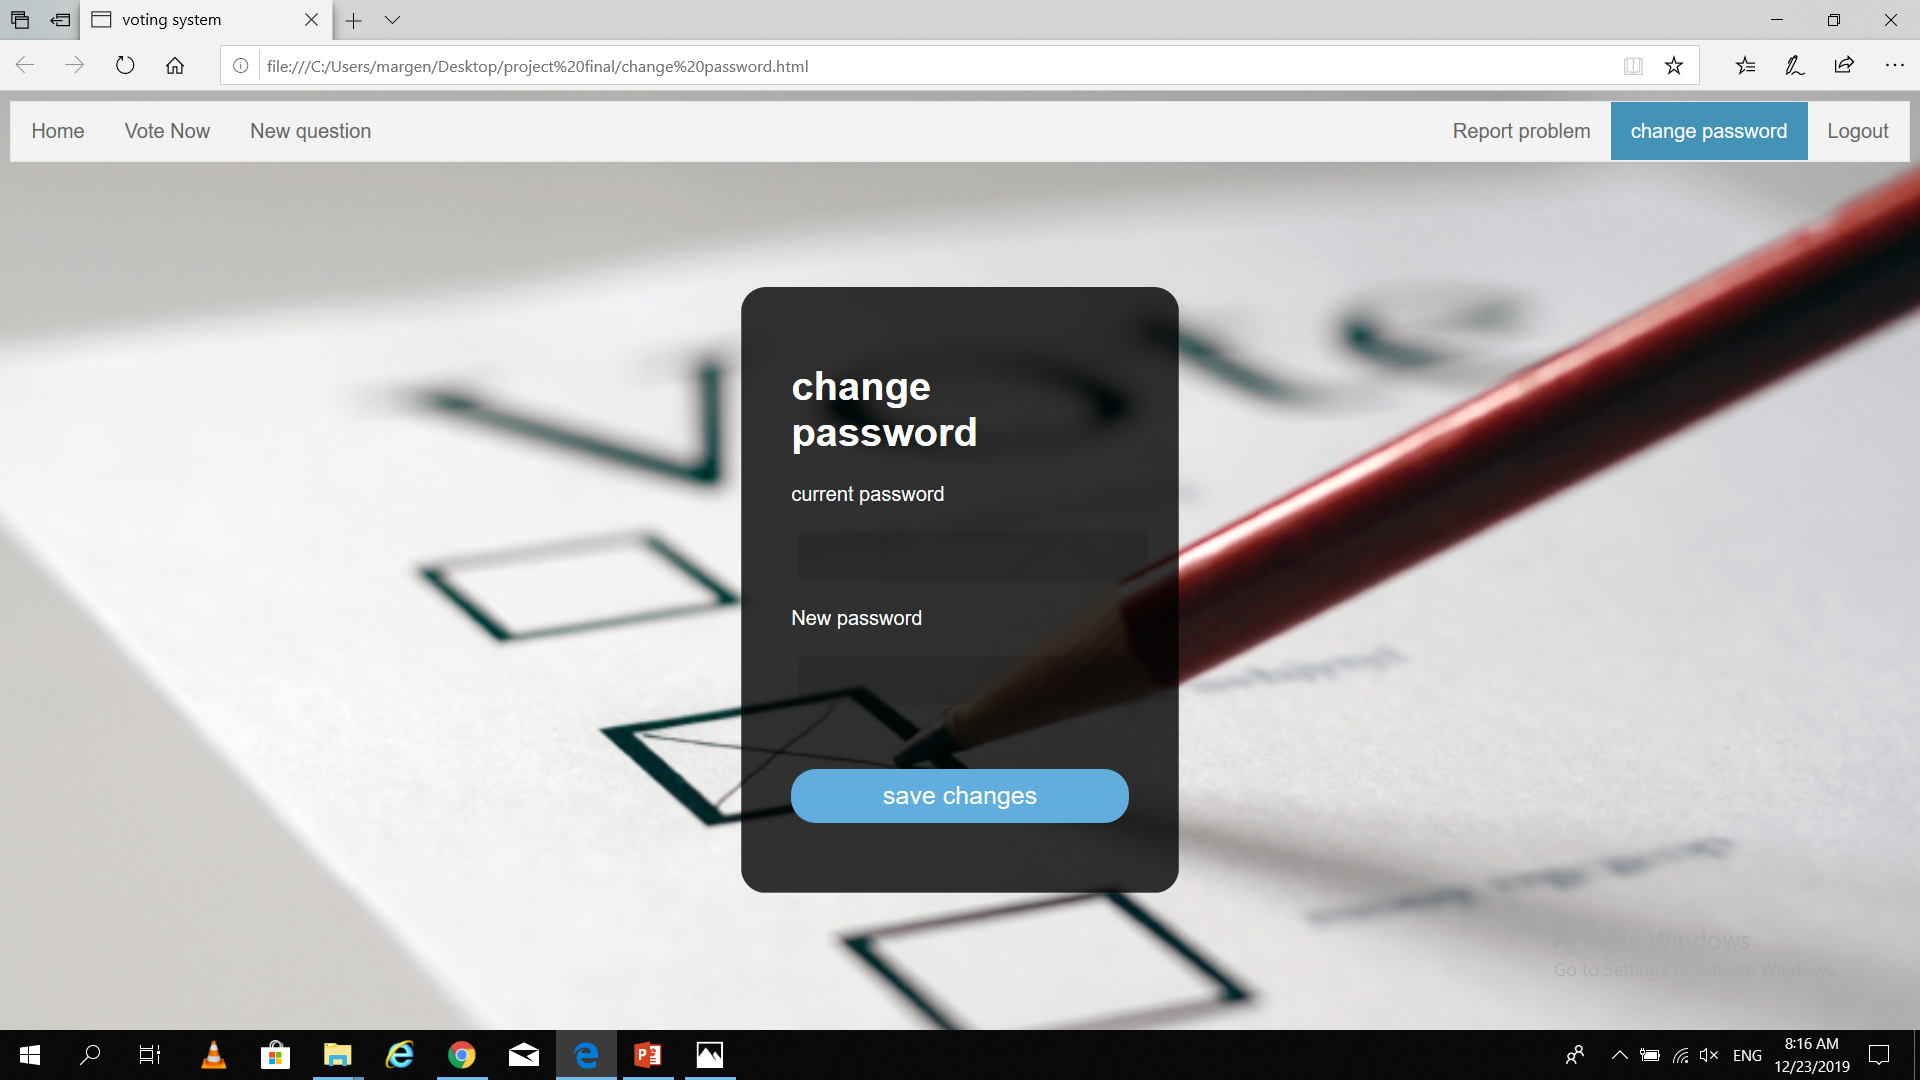 voting system
file:///C:/Users/margen/Desktop/project%20final/change%20password.html
Home Vote Now New question Report problem change password Logout
vote
change
password
current password
New password
save changes
Activate Windows
Go to Settings to activate Windows.
ENG
8:16 AM
12/23/2019